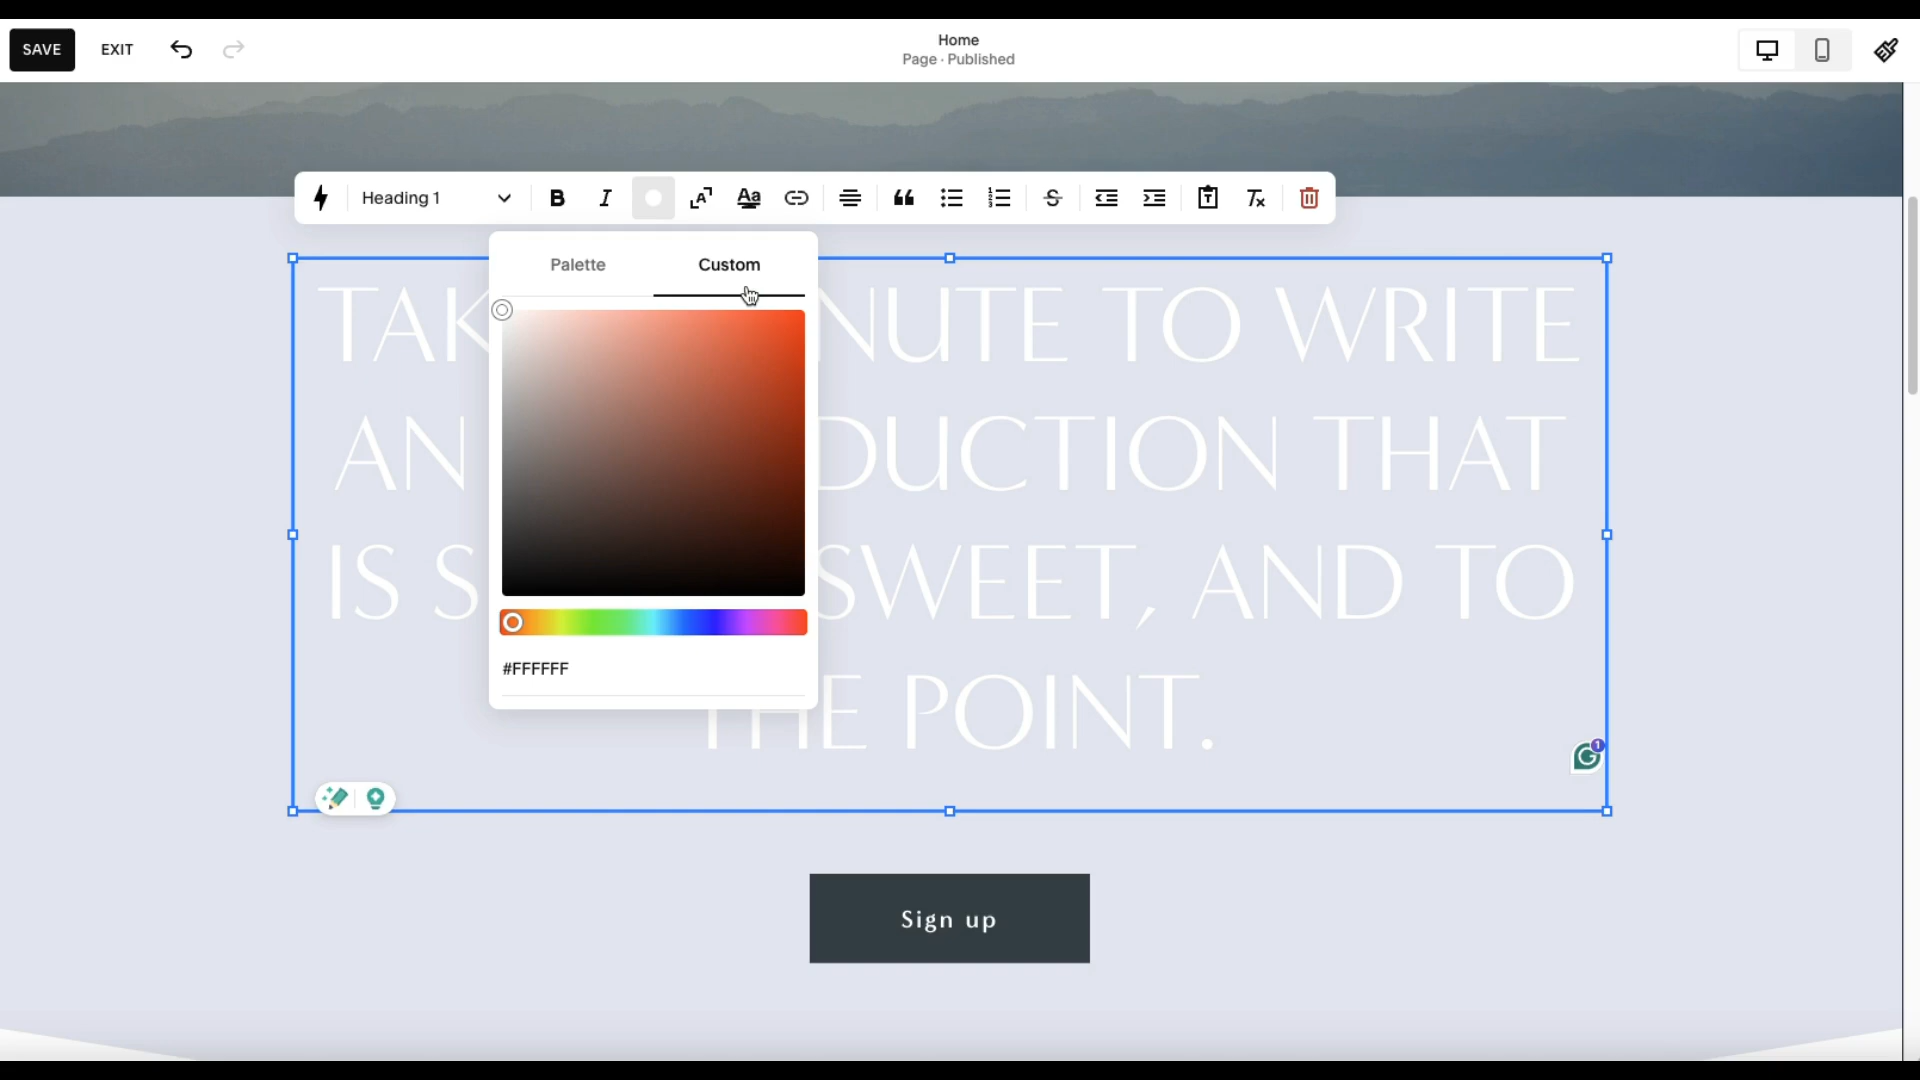 SAVE EXIT
Home
Page · Published
Heading 1
Palette Custom
TAK NUTE TO WRITE
AN DUCTION THAT
IS S SWEET, AND TO
THE POINT.
#FFFFFF
1
Sign up